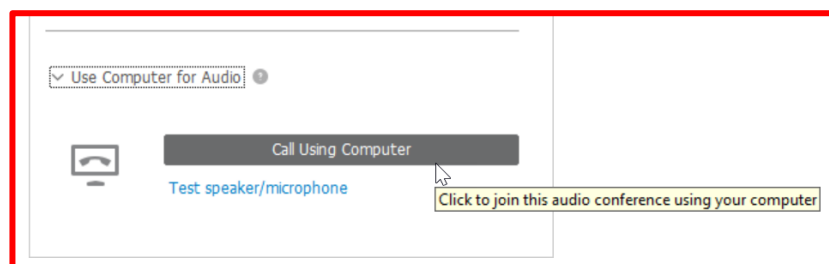 Use Computer for Audio
Call Using Computer
Test speaker/microphone
Click to join this audio conference using your computer